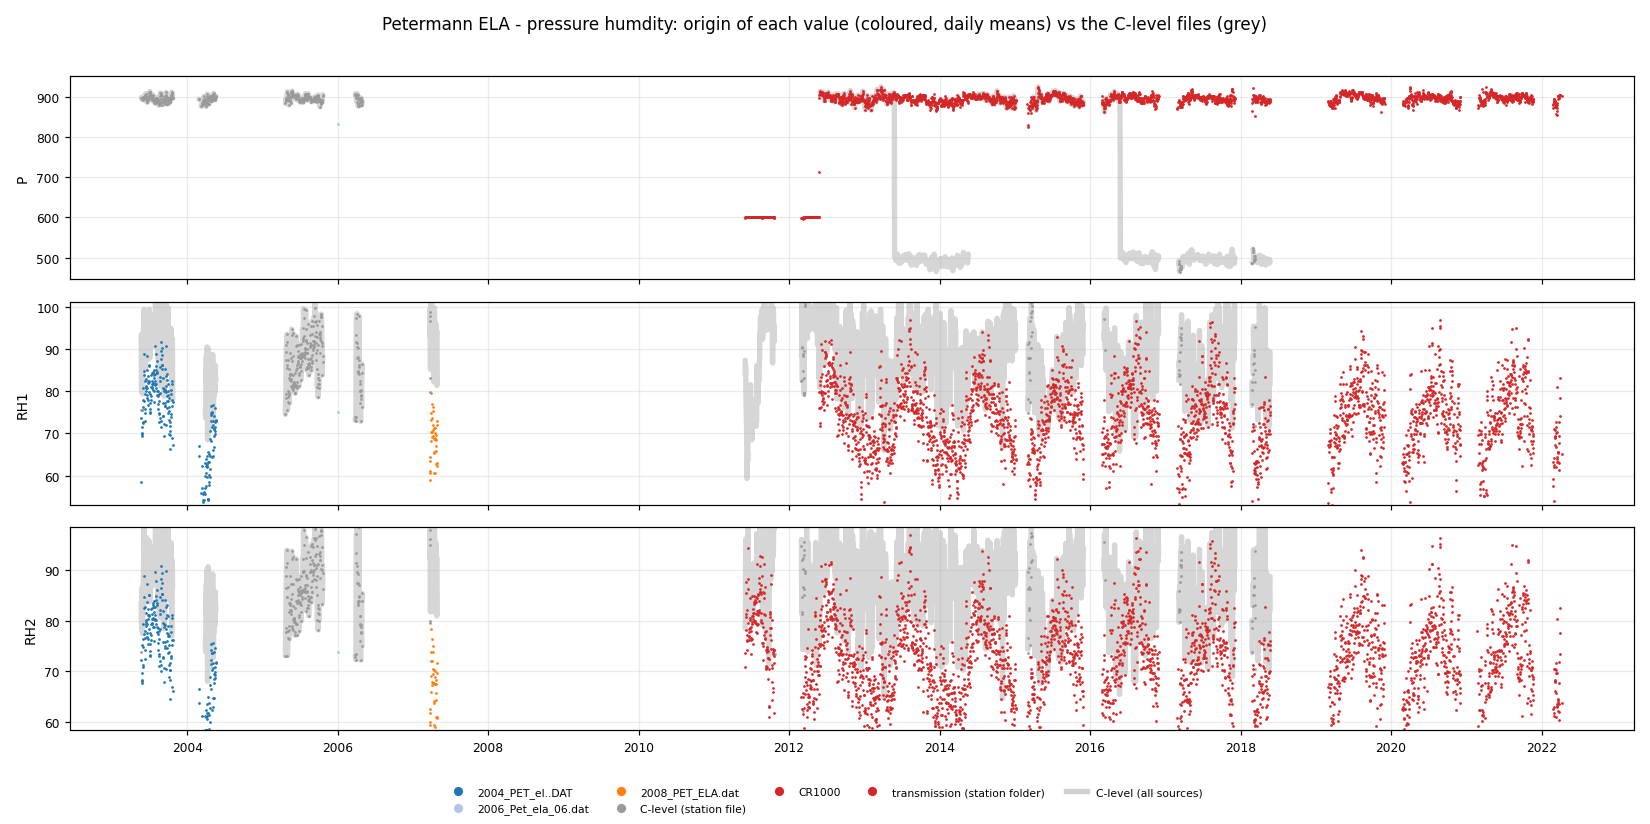 Petermann ELA - pressure humdity: origin of each value (coloured, daily means) vs the C-level files (grey)
900
800
700
600
500
P
100
90
80
70
60
RH1
90
80
70
60
RH2
2004 2006 2008 2010 2012 2014 2016 2018 2020 2022
2004_PET_el..DAT 2008_PET_ELA.dat CR1000 transmission (station folder) C-level (all sources)
2006_Pet_ela_06.dat C-level (station file)